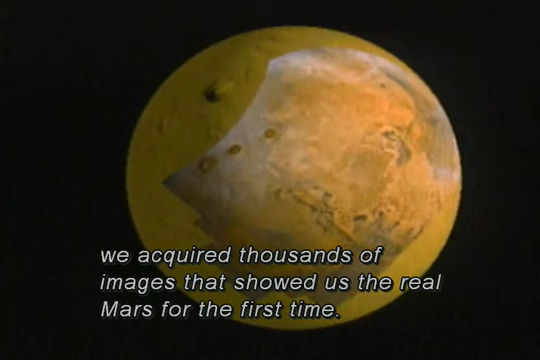 we acquired thousands of
images that showed us the real
Mars for the first time.